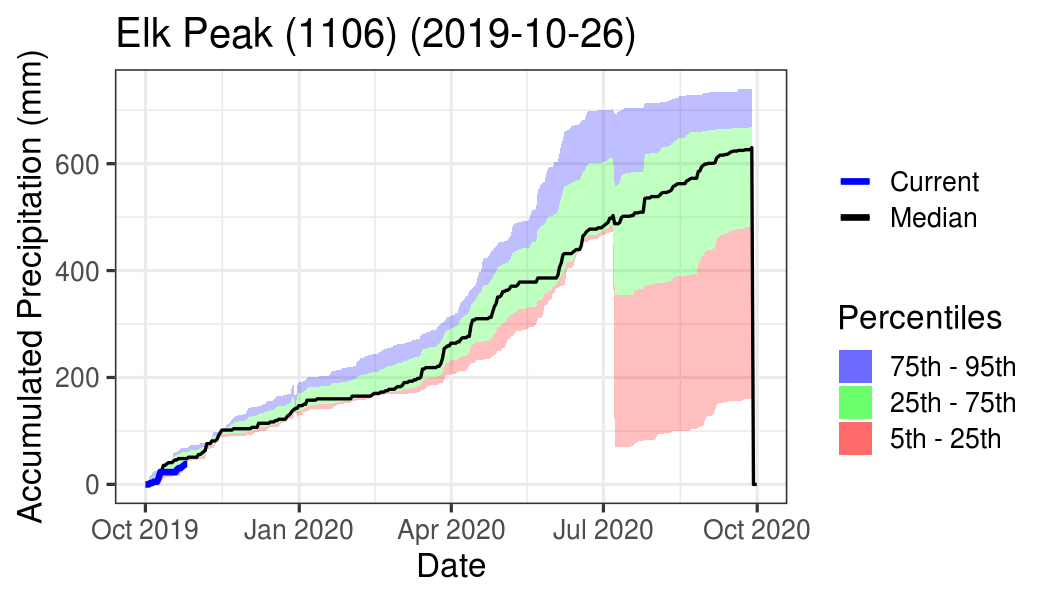 Elk Peak (1106) (2019-10-26)
Accumulated Precipitation (mm)
600
400
200
0
Oct 2019
Jan 2020
Apr 2020
Jul 2020
Oct 2020
Date
Current
Median
Percentiles
75th - 95th
25th - 75th
5th - 25th